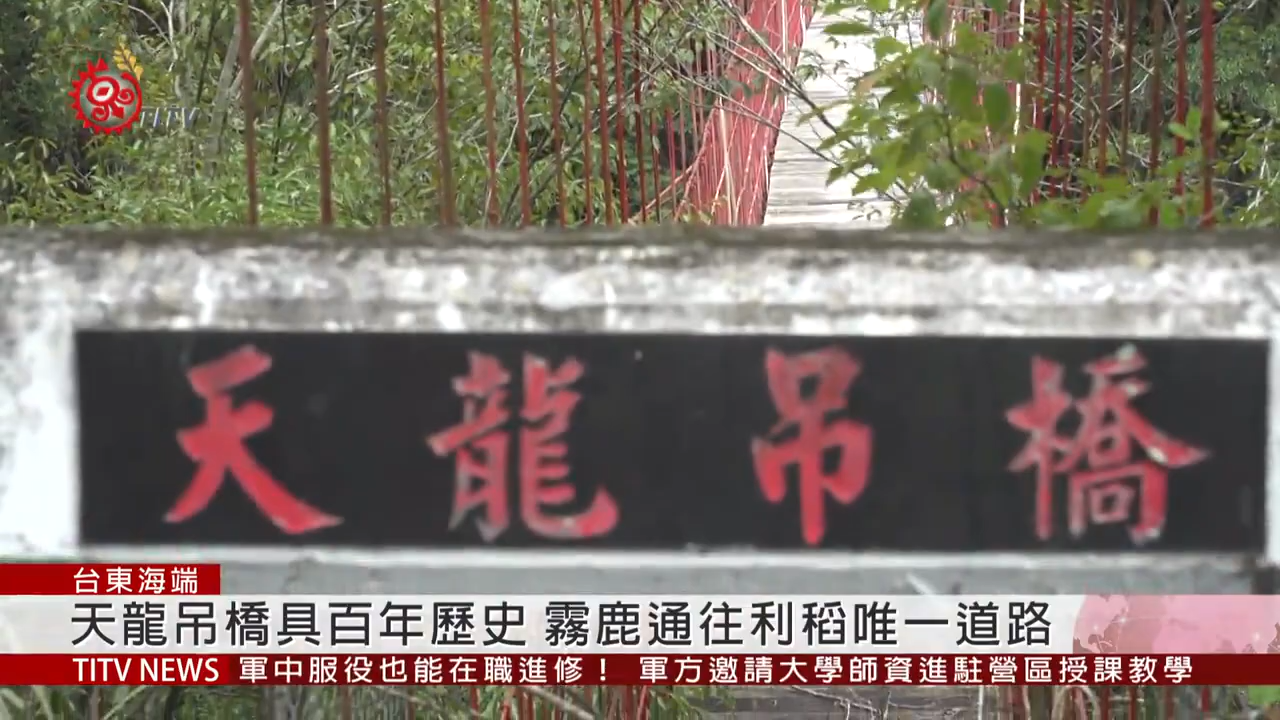 TITV
天龍吊橋
台東海端
天龍吊橋具百年歷史 霧鹿通往利稻唯一道路
TITV NEWS 軍中服役也能在職進修！ 軍方邀請大學師資進駐營區授課教學